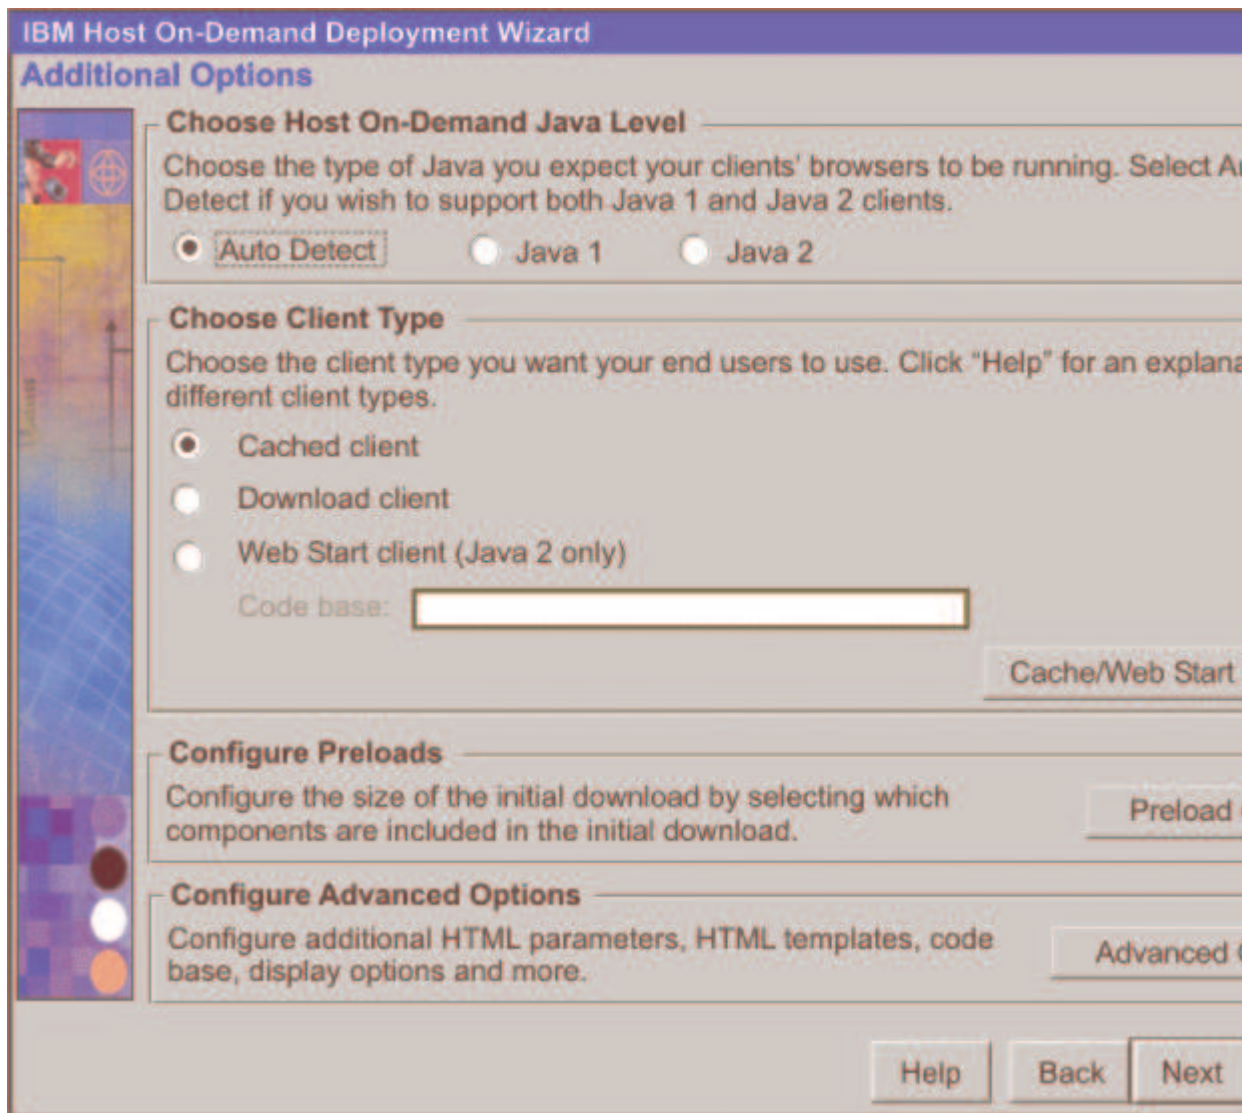 IBM Host On-Demand Deployment Wizard
Additional Options
Choose Host On-Demand Java Level
Choose the type of Java you expect your clients' browsers to be running. Select
Detect if you wish to support both Java 1 and Java 2 clients.
Auto Detect Java 1 Java 2
Choose Client Type
Choose the client type you want your end users to use. Click “Help” for an explana
different client types.
Cached client
Download client
Web Start client (Java 2 only)
Code base:
Cache/Web Start
Configure Preloads
Configure the size of the initial download by selecting which
components are included in the initial download.
Preload
Configure Advanced Options
Configure additional HTML parameters, HTML templates, code
base, display options and more.
Advanced
Help Back Next